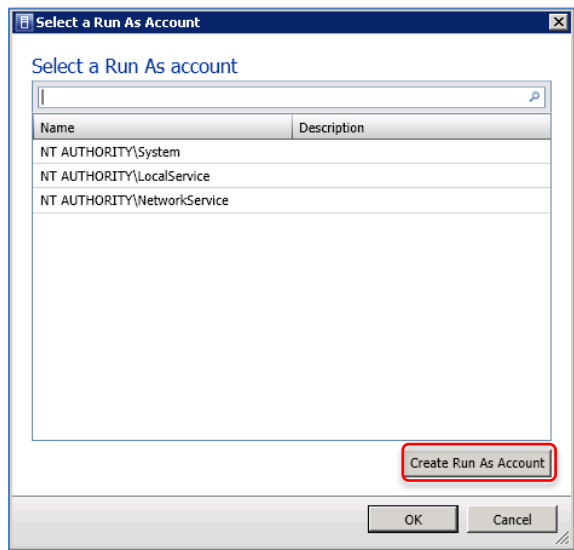 Select a Run As Account
Select a Run As account
Name Description
NT AUTHORITY\System
NT AUTHORITY\LocalService
NT AUTHORITY\NetworkService
Create Run As Account
OK Cancel